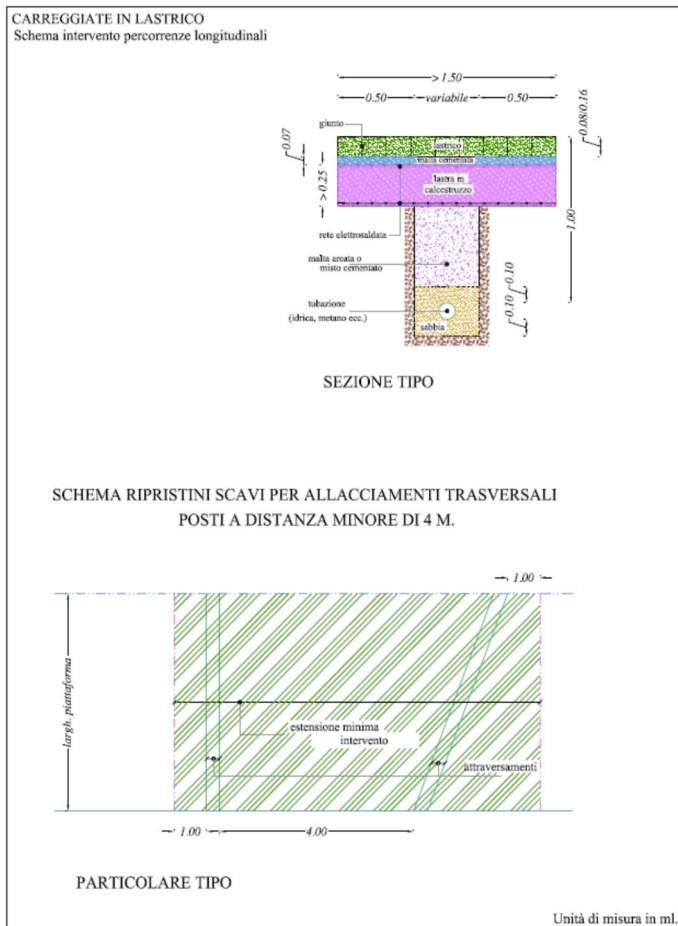 CARREGGIATE IN LASTRICO
Schema intervento percorrenze longitudinali
> 1.50
0.50
variabile
0.50
giunto
0.07
0.08/0.16
lastrico
malta cementata
lastra in
calcestruzzo
> 0.25
1.00
rete elettrosaldata
malta areata o
misto cementato
0.10
0.10
tubazione
(idrica, metano ecc.)
sabbia
SEZIONE TIPO
SCHEMA RIPRISTINI SCAVI PER ALLACCIAMENTI TRASVERSALI
POSTI A DISTANZA MINORE DI 4 M.
1.00
largh. piattaforma
estensione minima
intervento
attraversamenti
1.00
4.00
PARTICOLARE TIPO
Unità di misura in ml.